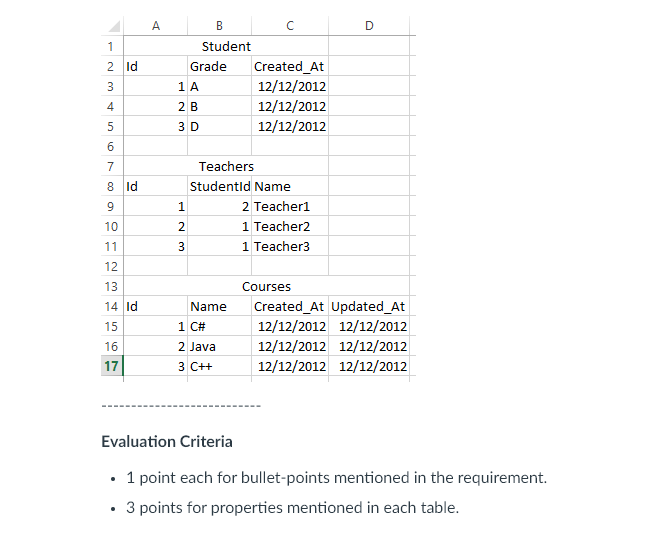 A B C D
1 Student
2 Id Grade Created_At
3 1 A 12/12/2012
4 2 B 12/12/2012
5 3 D 12/12/2012
6
7 Teachers
8 Id StudentId Name
9 1 2 Teacher1
10 2 1 Teacher2
11 3 1 Teacher3
12
13 Courses
14 Id Name Created_At Updated_At
15 1 C# 12/12/2012 12/12/2012
16 2 Java 12/12/2012 12/12/2012
17 3 C++ 12/12/2012 12/12/2012
---------------------------
Evaluation Criteria
• 1 point each for bullet-points mentioned in the requirement.
• 3 points for properties mentioned in each table.